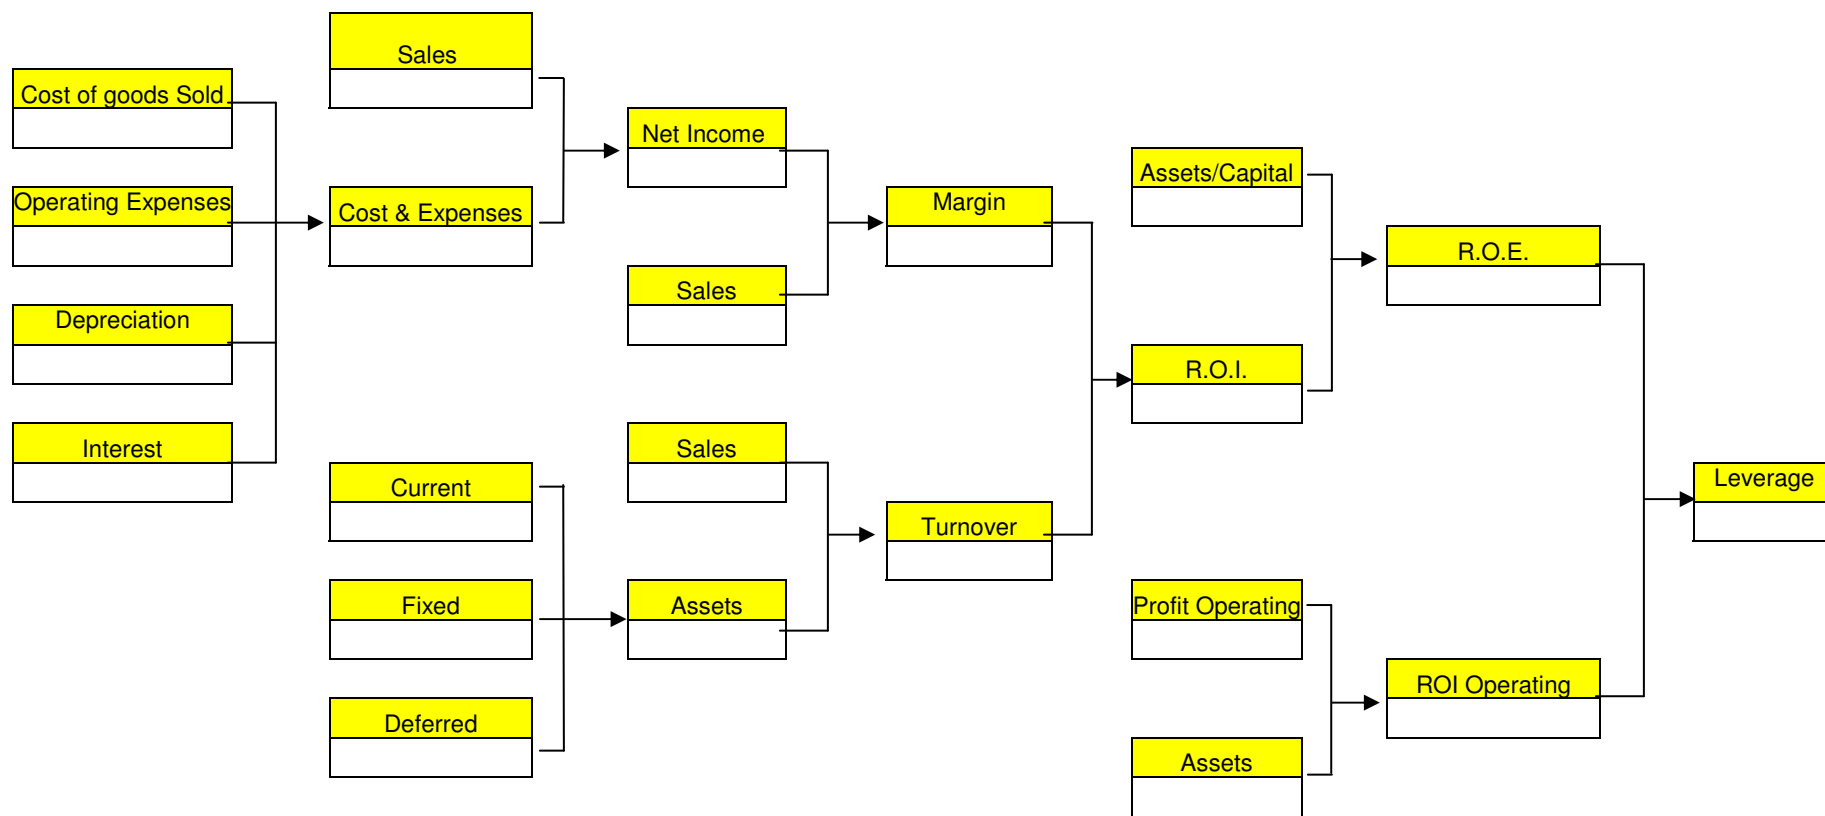 Sales
Cost of goods Sold
Net Income
Assets/Capital
Operating Expenses
Cost & Expenses
Margin
R.O.E.
Sales
Depreciation
R.O.I.
Interest
Sales
Current
Leverage
Turnover
Fixed
Assets
Profit Operating
ROI Operating
Deferred
Assets